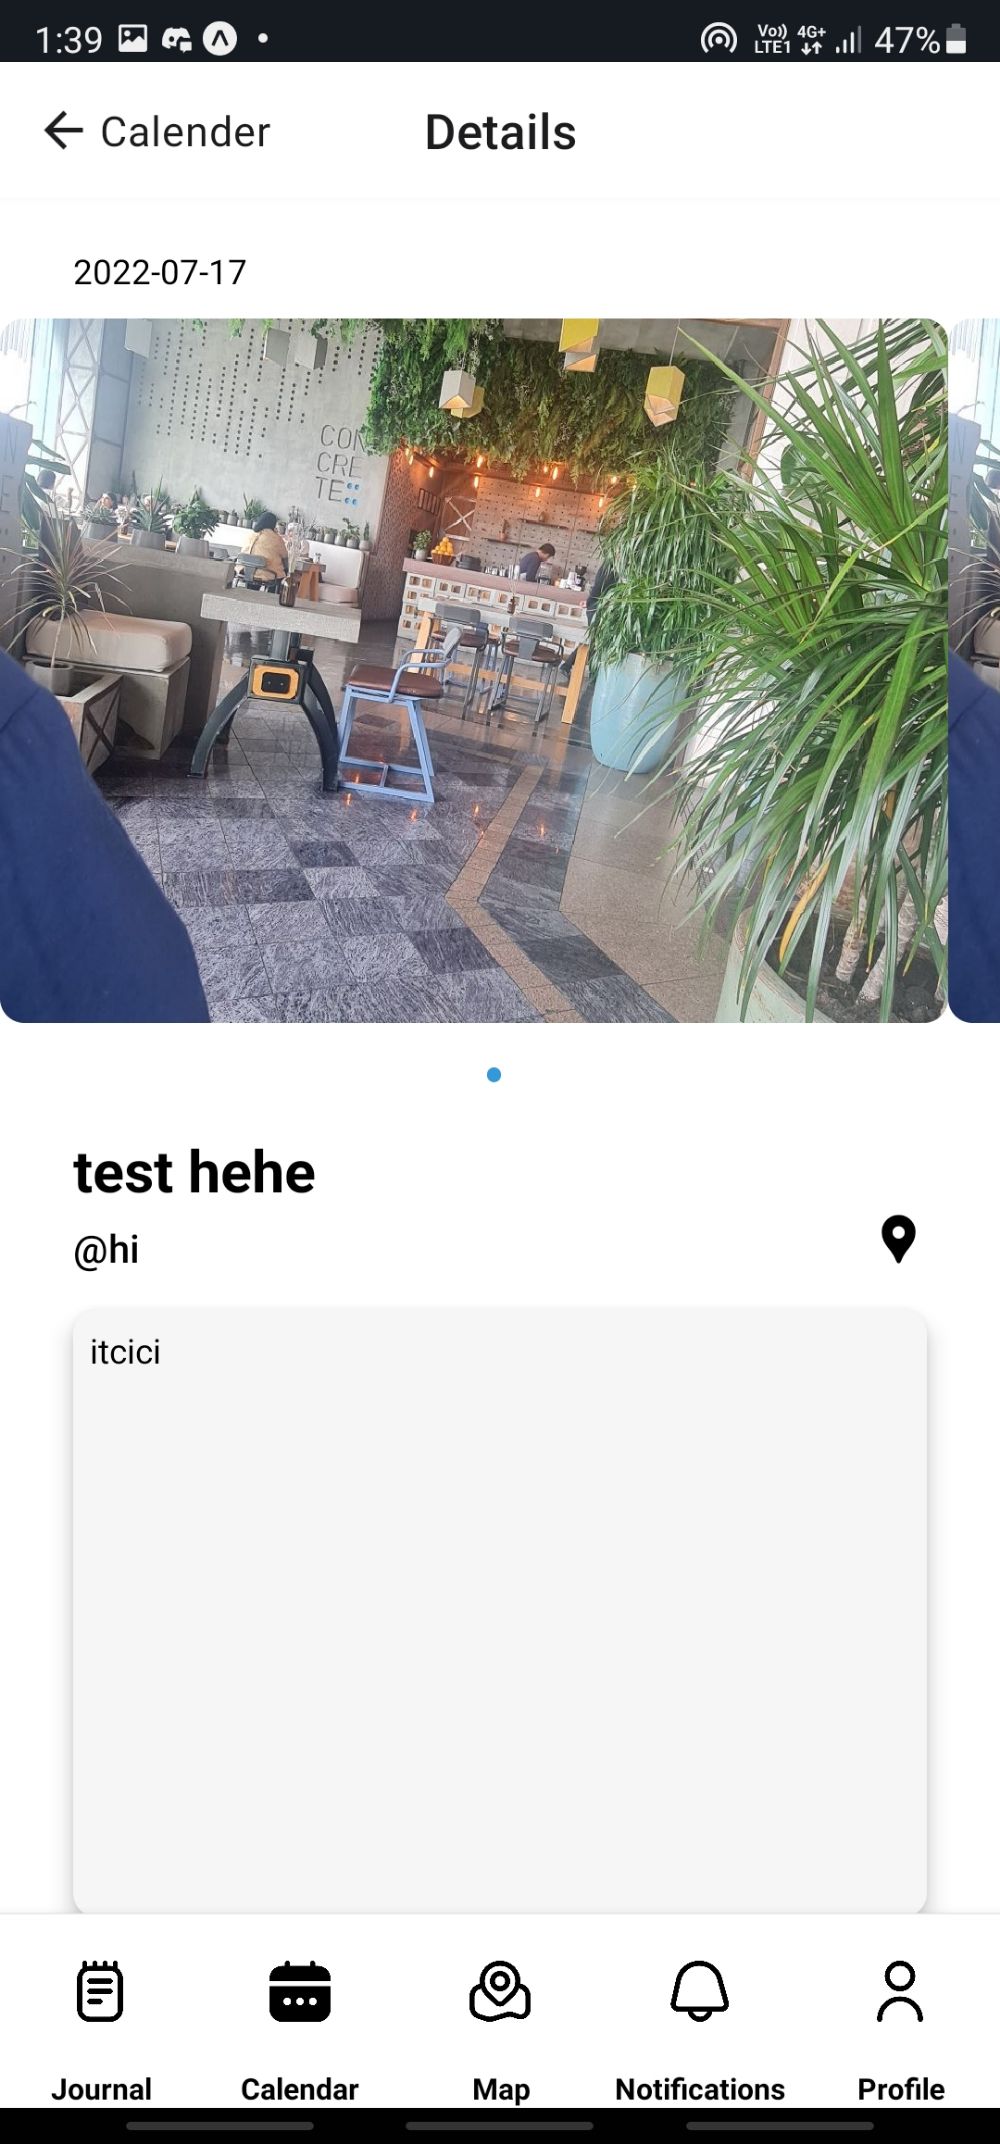 1:39
Vo)) 4G+
LTE1
47%
Calender
Details
2022-07-17
CON
CRE
TE
test hehe
@hi
itcici
Journal
Calendar
Map
Notifications
Profile